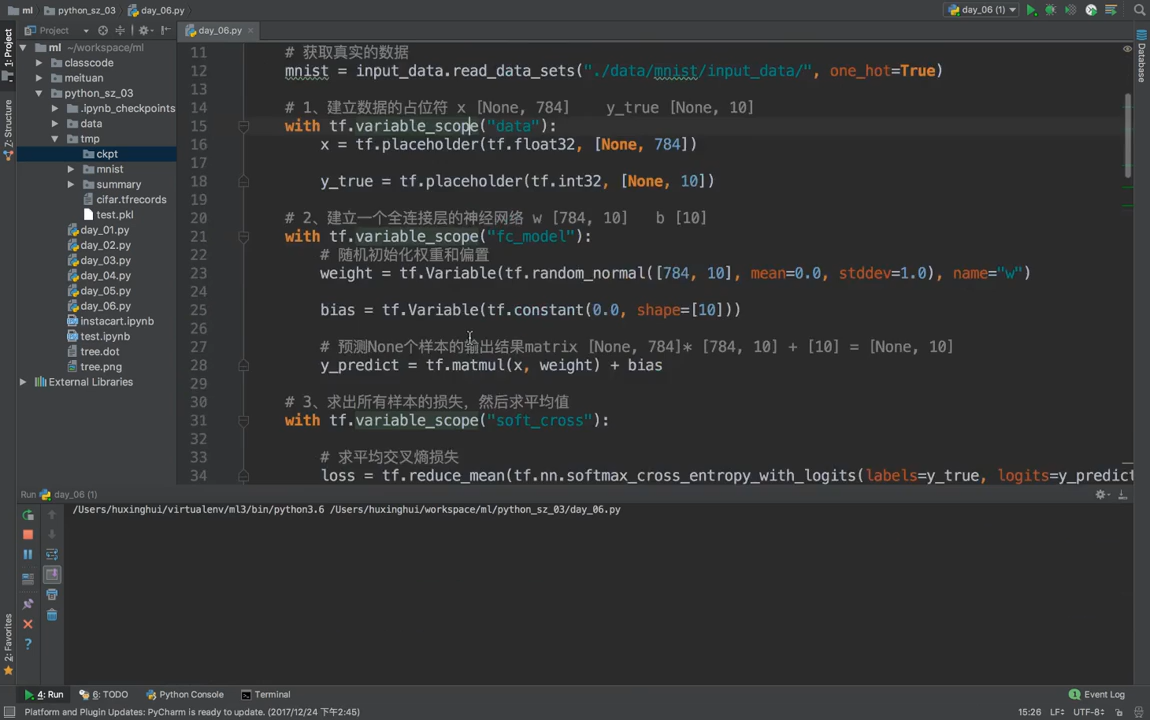 ml
python_sz_03
day_06.py
day_06 (1)
Project
day_06.py
1: Project
7: Structure
2: Favorites
Database
ml ~/workspace/ml
classcode
meituan
python_sz_03
.ipynb_checkpoints
data
tmp
ckpt
mnist
summary
cifar.tfrecords
test.pkl
day_01.py
day_02.py
day_03.py
day_04.py
day_05.py
day_06.py
instacart.ipynb
test.ipynb
tree.dot
tree.png
External Libraries
11 # 获取真实的数据
12 mnist = input_data.read_data_sets("./data/mnist/input_data/", one_hot=True)
13
14 # 1、建立数据的占位符 x [None, 784] y_true [None, 10]
15 with tf.variable_scope("data"):
16 x = tf.placeholder(tf.float32, [None, 784])
17
18 y_true = tf.placeholder(tf.int32, [None, 10])
19
20 # 2、建立一个全连接层的神经网络 w [784, 10] b [10]
21 with tf.variable_scope("fc_model"):
22 # 随机初始化权重和偏置
23 weight = tf.Variable(tf.random_normal([784, 10], mean=0.0, stddev=1.0), name="w")
24
25 bias = tf.Variable(tf.constant(0.0, shape=[10]))
26
27 # 预测None个样本的输出结果matrix [None, 784]* [784, 10] + [10] = [None, 10]
28 y_predict = tf.matmul(x, weight) + bias
29
30 # 3、求出所有样本的损失，然后求平均值
31 with tf.variable_scope("soft_cross"):
32
33 # 求平均交叉熵损失
34 loss = tf.reduce_mean(tf.nn.softmax_cross_entropy_with_logits(labels=y_true, logits=y_predict
Run day_06 (1)
/Users/huxinghui/virtualenv/ml3/bin/python3.6 /Users/huxinghui/workspace/ml/python_sz_03/day_06.py
4: Run
6: TODO
Python Console
Terminal
Event Log
Platform and Plugin Updates: PyCharm is ready to update. (2017/12/24 下午2:45)
15:26 LF÷ UTF-8÷